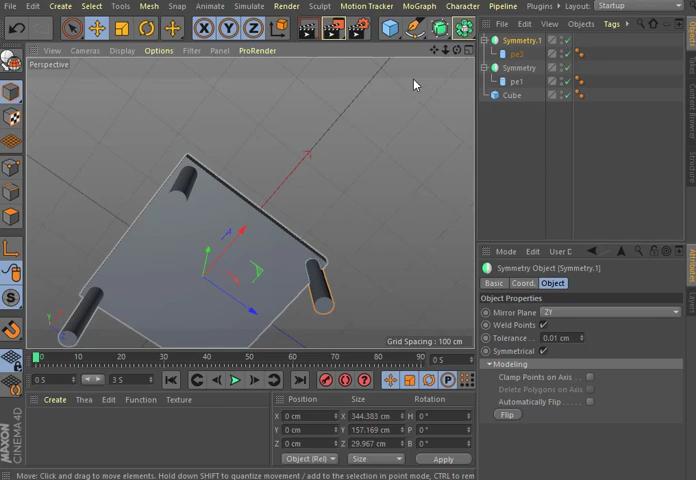 File Create Select Tools Mesh Snap Animate Simulate Render Sculpt Motion Tracker MoGraph Character Pipeline Plugins Layout: Startup
X Y Z
View Cameras Display Options Filter Panel ProRender
Perspective
File Edit View Objects Tags
Symmetry.1
pe3
Symmetry
pe1
Cube
Objects
Content Browser
Structure
Grid Spacing : 100 cm
Mode Edit User D
Symmetry Object [Symmetry.1]
Basic Coord. Object
Object Properties
Mirror Plane ZY
Weld Points
Tolerance . . 0.01 cm
Symmetrical
Modeling
Clamp Points on Axis
Delete Polygons on Axis
Automatically Flip
Flip
Attributes
Layers
0 10 20 30 40 50 60 70 80 90 0 S
0 S 3 S
Create Edit Function Texture
Position Size Rotation
X 0 cm X 344.383 cm H 0 °
Y 0 cm Y 157.169 cm P 0 °
Z 0 cm Z 29.967 cm B 0 °
Object (Rel) Size Apply
MAXON CINEMA 4D
Move: Click and drag to move elements. Hold down SHIFT to quantize movement / add to the selection in point mode, CTRL to rem